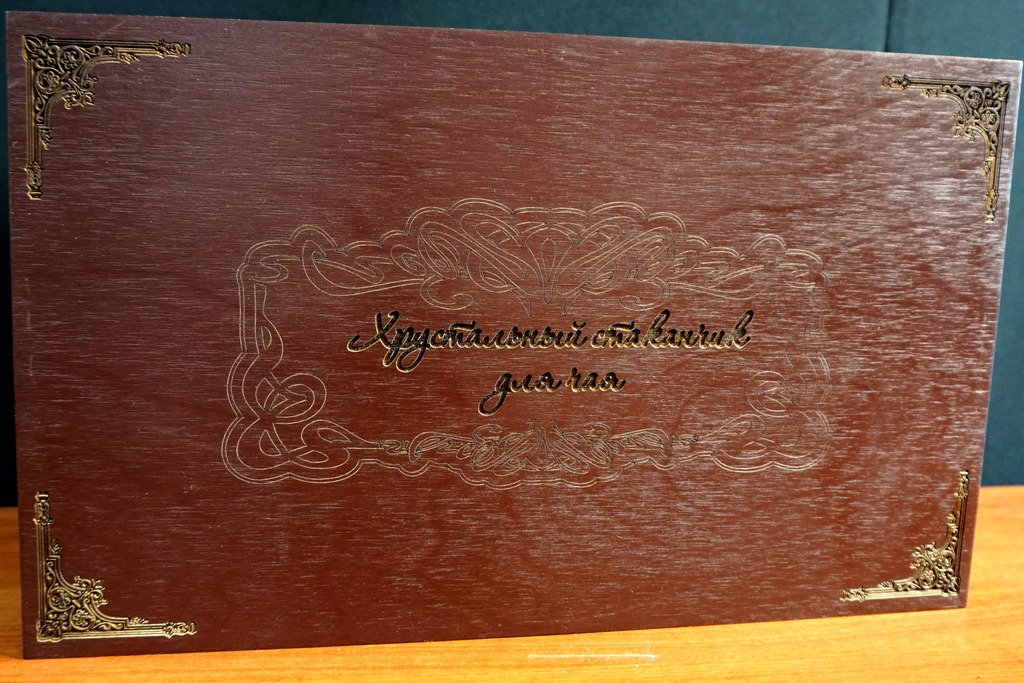 Хрустальный стаканчик
для чая